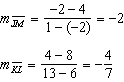 m_{\overline{JM}} = \frac{-2-4}{1-(-2)} = -2
m_{\overline{KL}} = \frac{4-8}{13-6} = -\frac{4}{7}